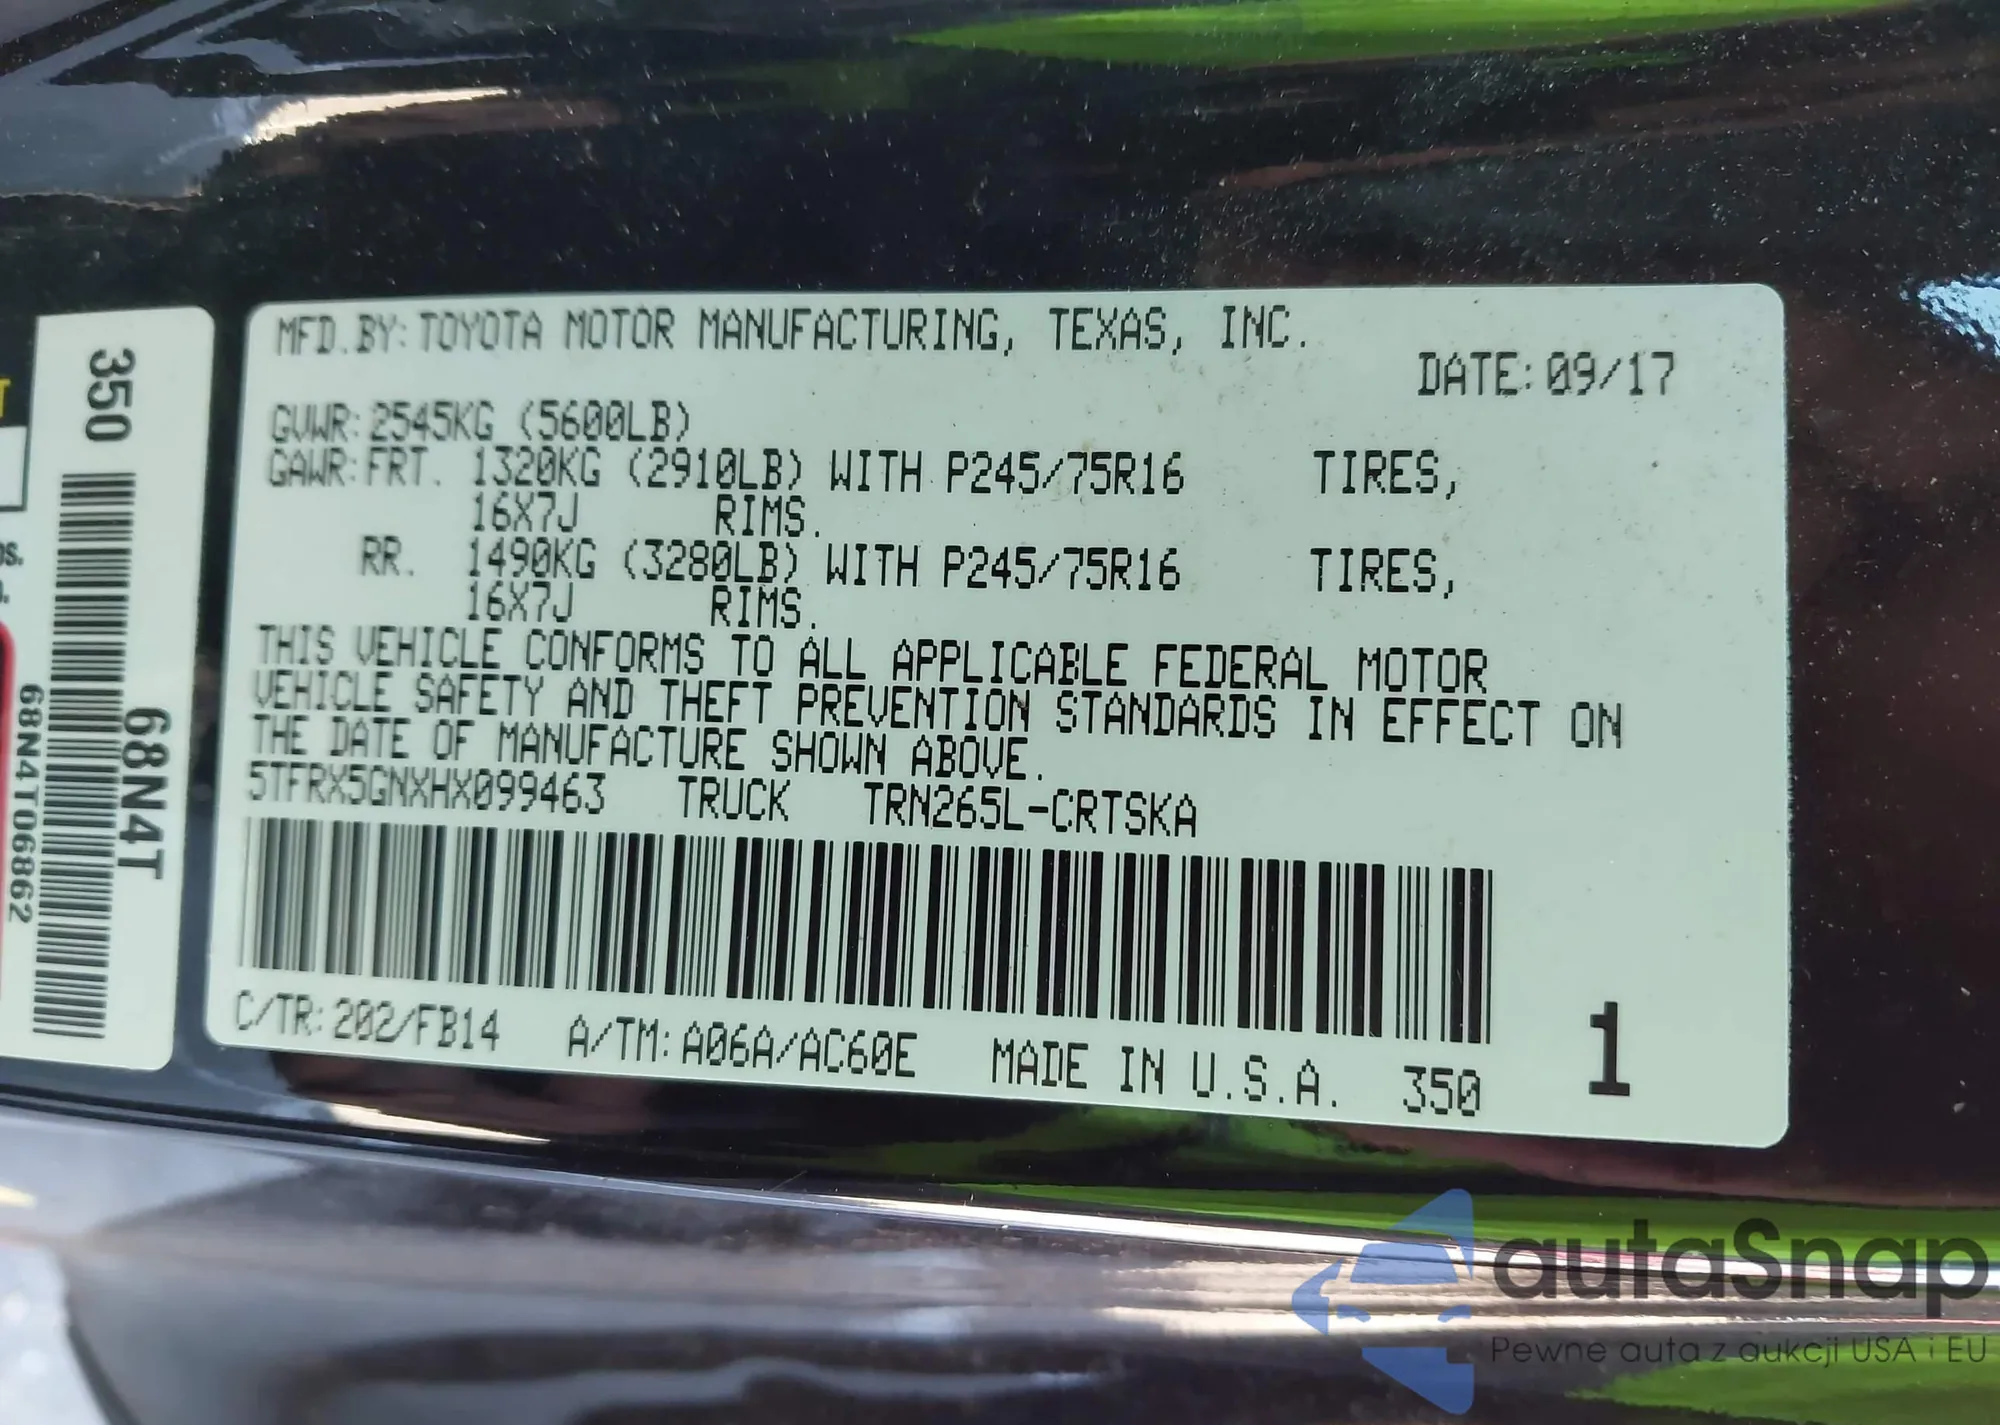 350
68N4T
68N4T06862
MFD.BY:TOYOTA MOTOR MANUFACTURING, TEXAS, INC.
DATE:09/17
GVWR:2545KG (5600LB)
GAWR:FRT. 1320KG (2910LB) WITH P245/75R16 TIRES,
16X7J RIMS.
RR. 1490KG (3280LB) WITH P245/75R16 TIRES,
16X7J RIMS.
THIS VEHICLE CONFORMS TO ALL APPLICABLE FEDERAL MOTOR
VEHICLE SAFETY AND THEFT PREVENTION STANDARDS IN EFFECT ON
THE DATE OF MANUFACTURE SHOWN ABOVE.
5TFRX5GNXHX099463 TRUCK TRN265L-CRTSKA
C/TR:202/FB14 A/TM:A06A/AC60E MADE IN U.S.A. 350
1
autaSnap
Pewne auta z aukcji USA i EU